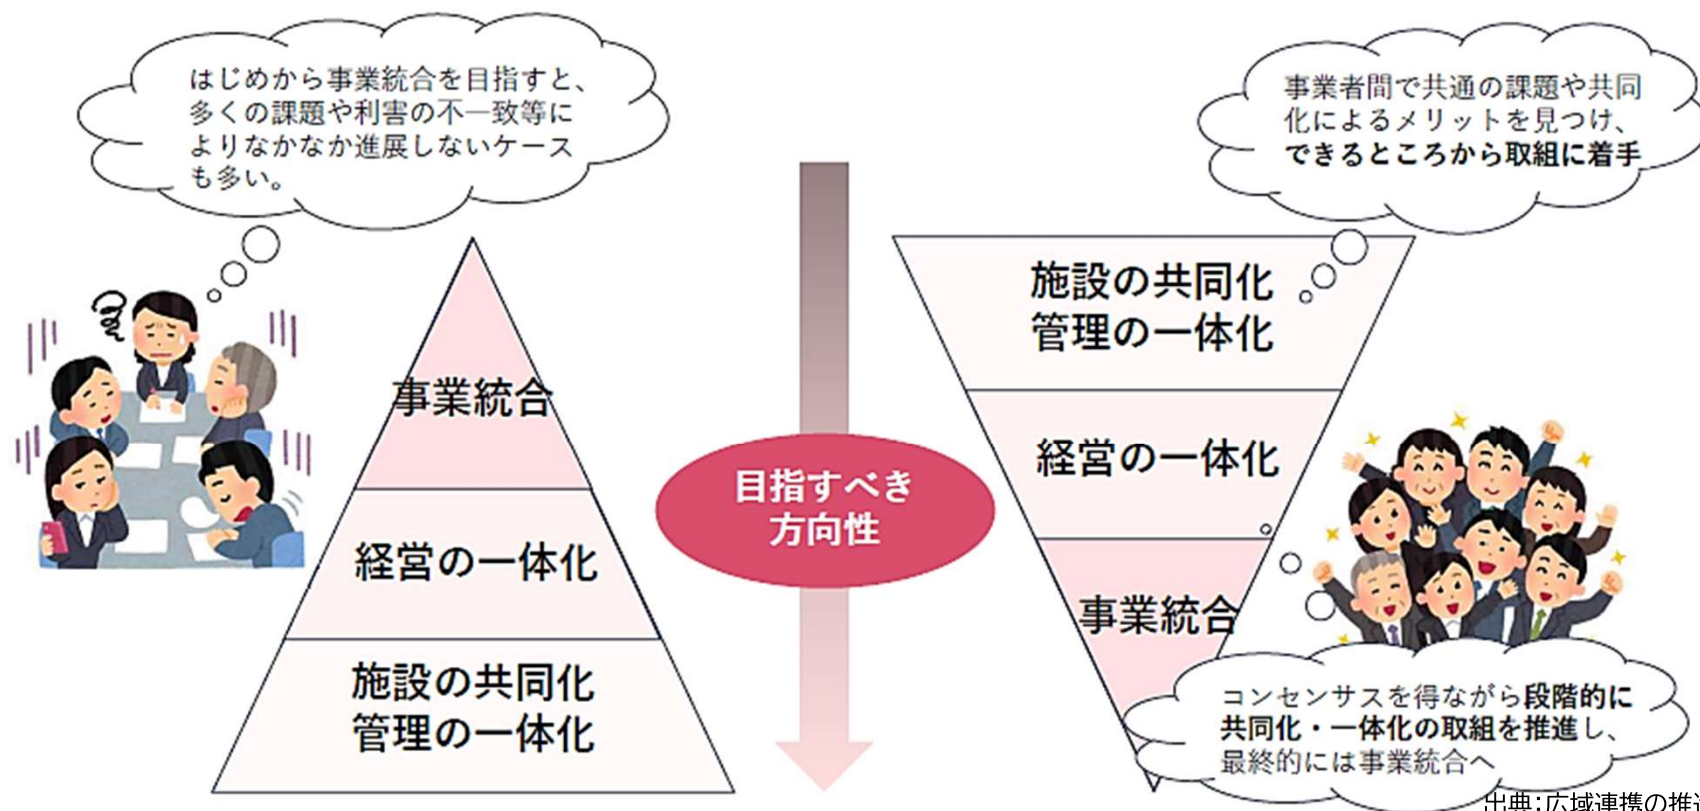 はじめから事業統合を目指すと、
多くの課題や利害の不一致等に
よりなかなか進展しないケース
も多い。
事業統合
経営の一体化
施設の共同化
管理の一体化
目指すべき
方向性
事業者間で共通の課題や共同
化によるメリットを見つけ、
できるところから取組に着手
施設の共同化
管理の一体化
経営の一体化
事業統合
コンセンサスを得ながら段階的に
共同化・一体化の取組を推進し、
最終的には事業統合へ
出典：広域連携の推進